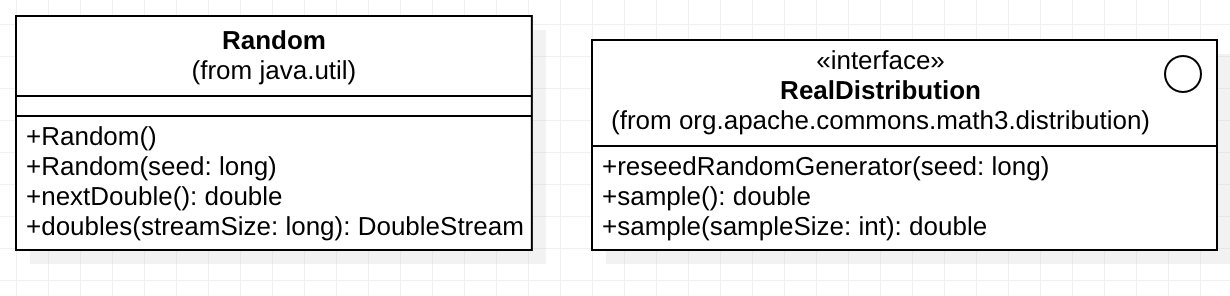 Random
(from java.util)
+Random()
+Random(seed: long)
+nextDouble(): double
+doubles(streamSize: long): DoubleStream
«interface»
RealDistribution
(from org.apache.commons.math3.distribution)
+reseedRandomGenerator(seed: long)
+sample(): double
+sample(sampleSize: int): double